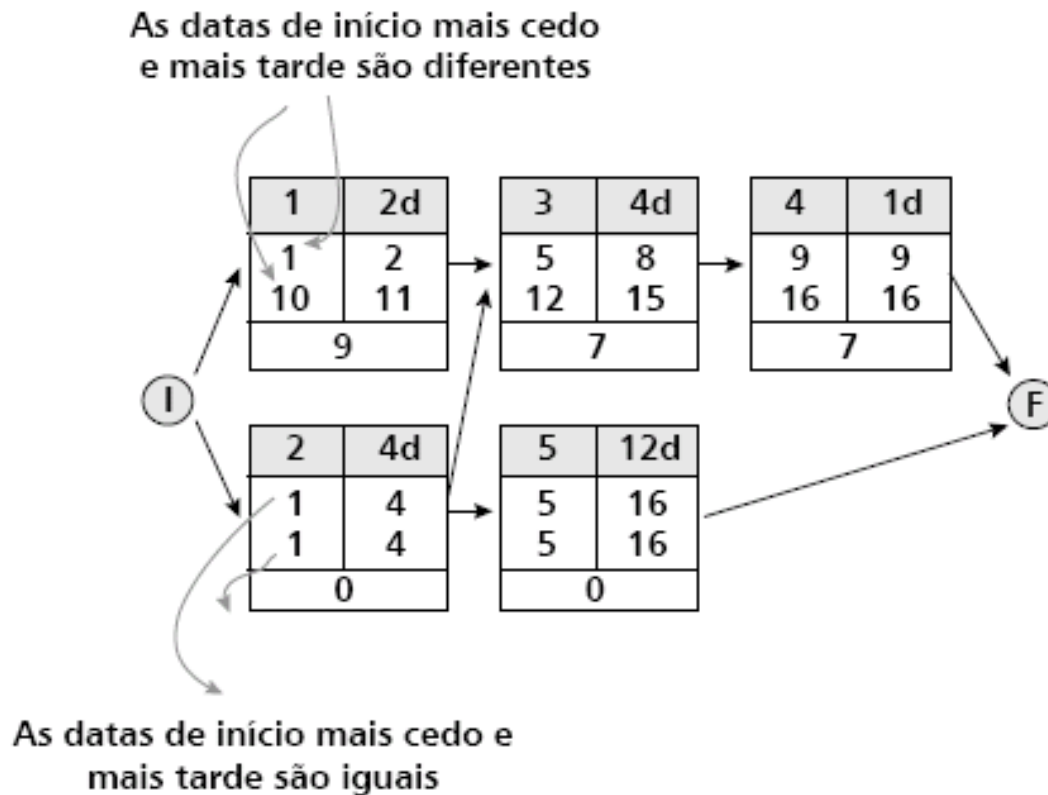 As datas de início mais cedo
e mais tarde são diferentes
1 2d
1 2
10 11
9
3 4d
5 8
12 15
7
4 1d
9 9
16 16
7
I
F
2 4d
1 4
1 4
0
5 12d
5 16
5 16
0
As datas de início mais cedo e
mais tarde são iguais